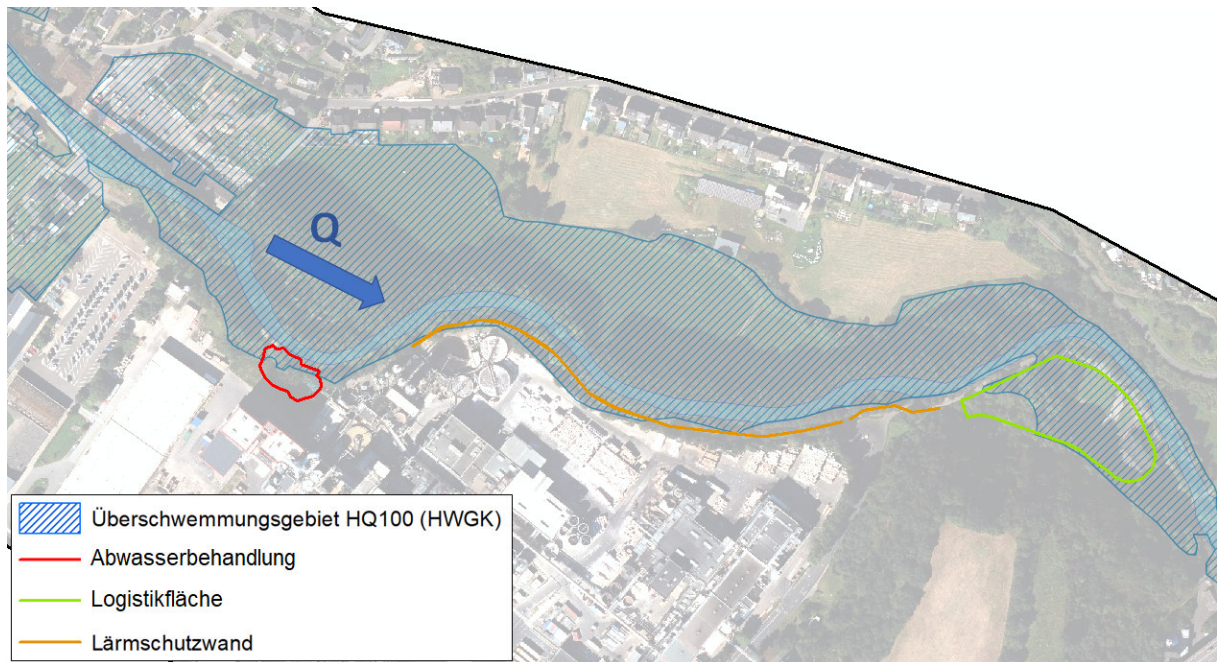 Q
Überschwemmungsgebiet HQ100 (HWGK)
Abwasserbehandlung
Logistikfläche
Lärmschutzwand